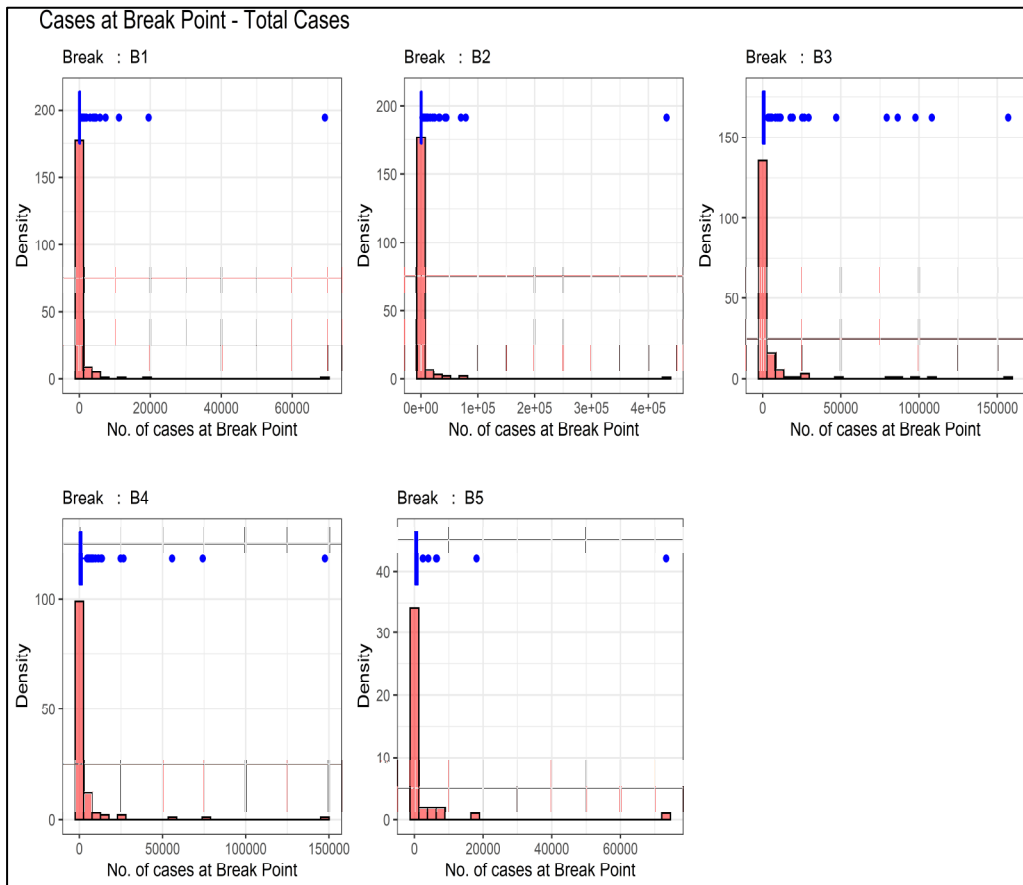 Cases at Break Point - Total Cases
Break : B1
Break : B2
Break : B3
200
150
100
50
0
Density
0
20000
40000
60000
No. of cases at Break Point
200
150
100
50
0
Density
0e+00
1e+05
2e+05
3e+05
4e+05
No. of cases at Break Point
150
100
50
0
Density
0
50000
100000
150000
No. of cases at Break Point
Break : B4
Break : B5
100
50
0
Density
0
50000
100000
150000
No. of cases at Break Point
40
30
20
10
0
Density
0
20000
40000
60000
No. of cases at Break Point